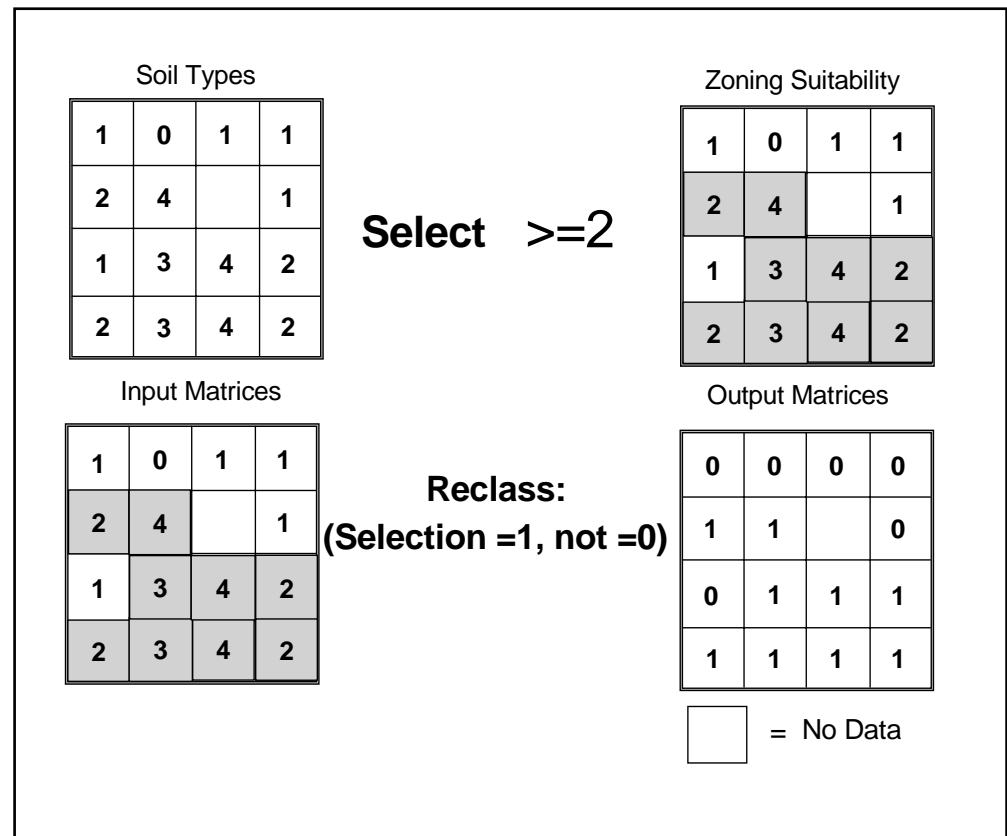 Soil Types
1 0 1 1
2 4 1
1 3 4 2
2 3 4 2
Select >=2
Zoning Suitability
1 0 1 1
2 4 1
1 3 4 2
2 3 4 2
Input Matrices
1 0 1 1
2 4 1
1 3 4 2
2 3 4 2
Reclass:
(Selection =1, not =0)
Output Matrices
0 0 0 0
1 1 0
0 1 1 1
1 1 1 1
= No Data